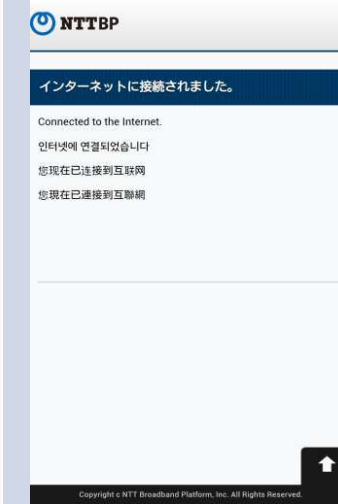 NTTBP
インターネットに接続されました。
Connected to the Internet.
인터넷에 연결되었습니다
您现在已连接到互联网
您現在已連接到互聯網
Copyright c NTT Broadband Platform, Inc. All Rights Reserved.